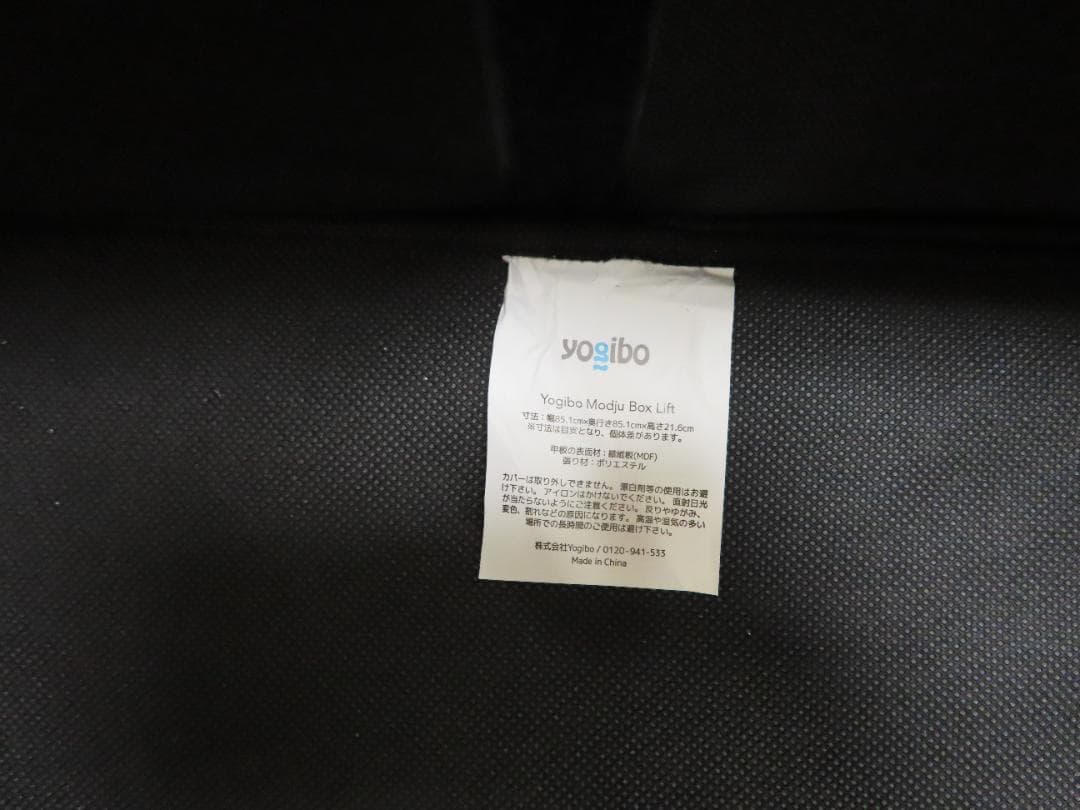 yogibo
Yogibo Modju Box Lift
寸法：幅85.1cm×奥行き85.1cm×高さ21.6cm
※寸法は目安となり、個体差があります。
甲板の表面材：繊維板(MDF)
張り材：ポリエステル
カバーは取り外しできません。漂白剤等の使用はお避
け下さい。アイロンはかけないでください。直射日光
が当たらないようにご注意ください。反りやゆがみ、
変色、割れなどの原因になります。高温や湿気の多い
場所での長時間のご使用は避け下さい。
株式会社Yogibo / 0120-941-533
Made in China